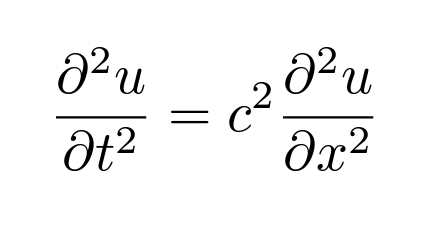 ∂²u/∂t² = c² ∂²u/∂x²